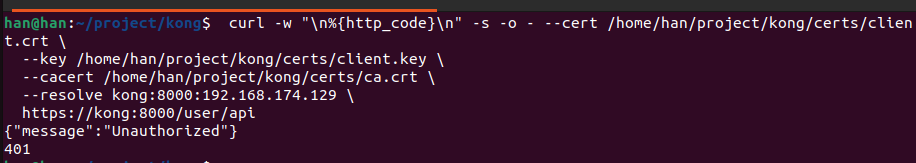 han@han:~/project/kong$  curl -w "\n%{http_code}\n" -s -o - --cert /home/han/project/kong/certs/clien
t.crt \
  --key /home/han/project/kong/certs/client.key \
  --cacert /home/han/project/kong/certs/ca.crt \
  --resolve kong:8000:192.168.174.129 \
  https://kong:8000/user/api
{"message":"Unauthorized"}
401